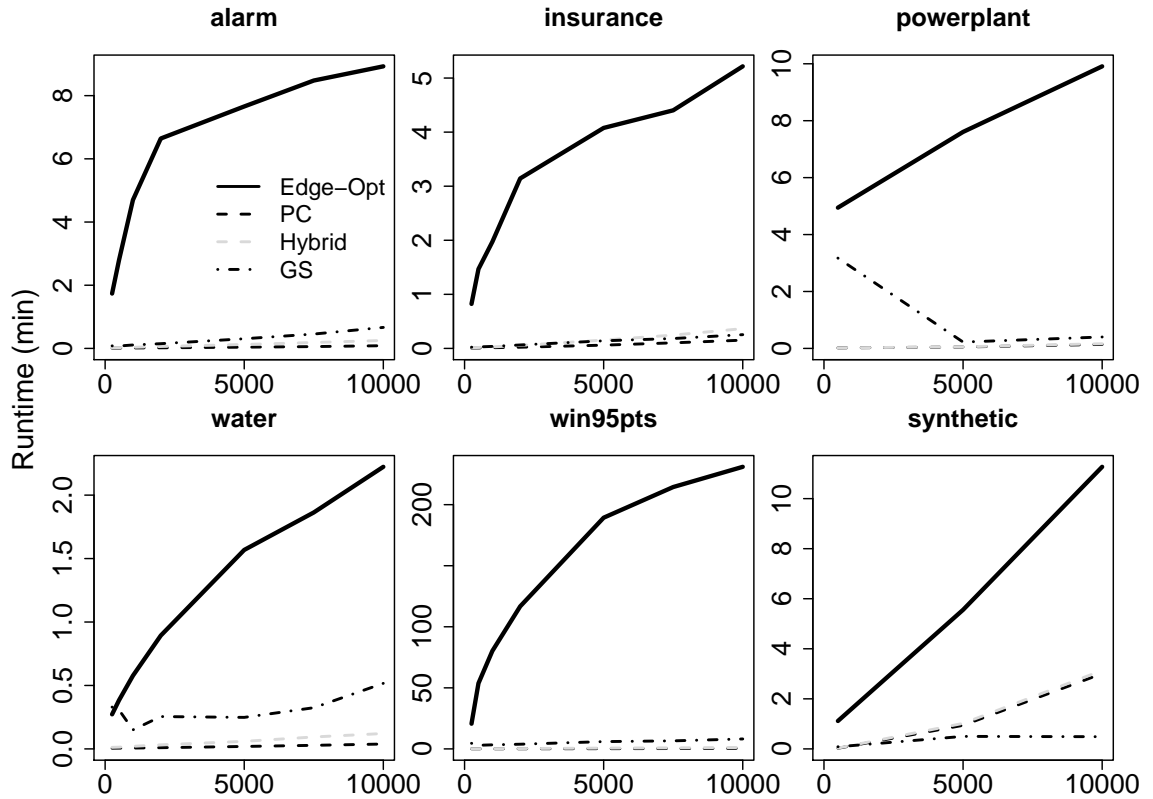 alarm
insurance
powerplant
Runtime (min)
0 2 4 6 8
0 5000 10000
Edge−Opt
PC
Hybrid
GS
0 1 2 3 4 5
0 5000 10000
0 2 4 6 8 10
0 5000 10000
water
win95pts
synthetic
0.0 0.5 1.0 1.5 2.0
0 5000 10000
0 50 100 200
0 5000 10000
0 2 4 6 8 10
0 5000 10000